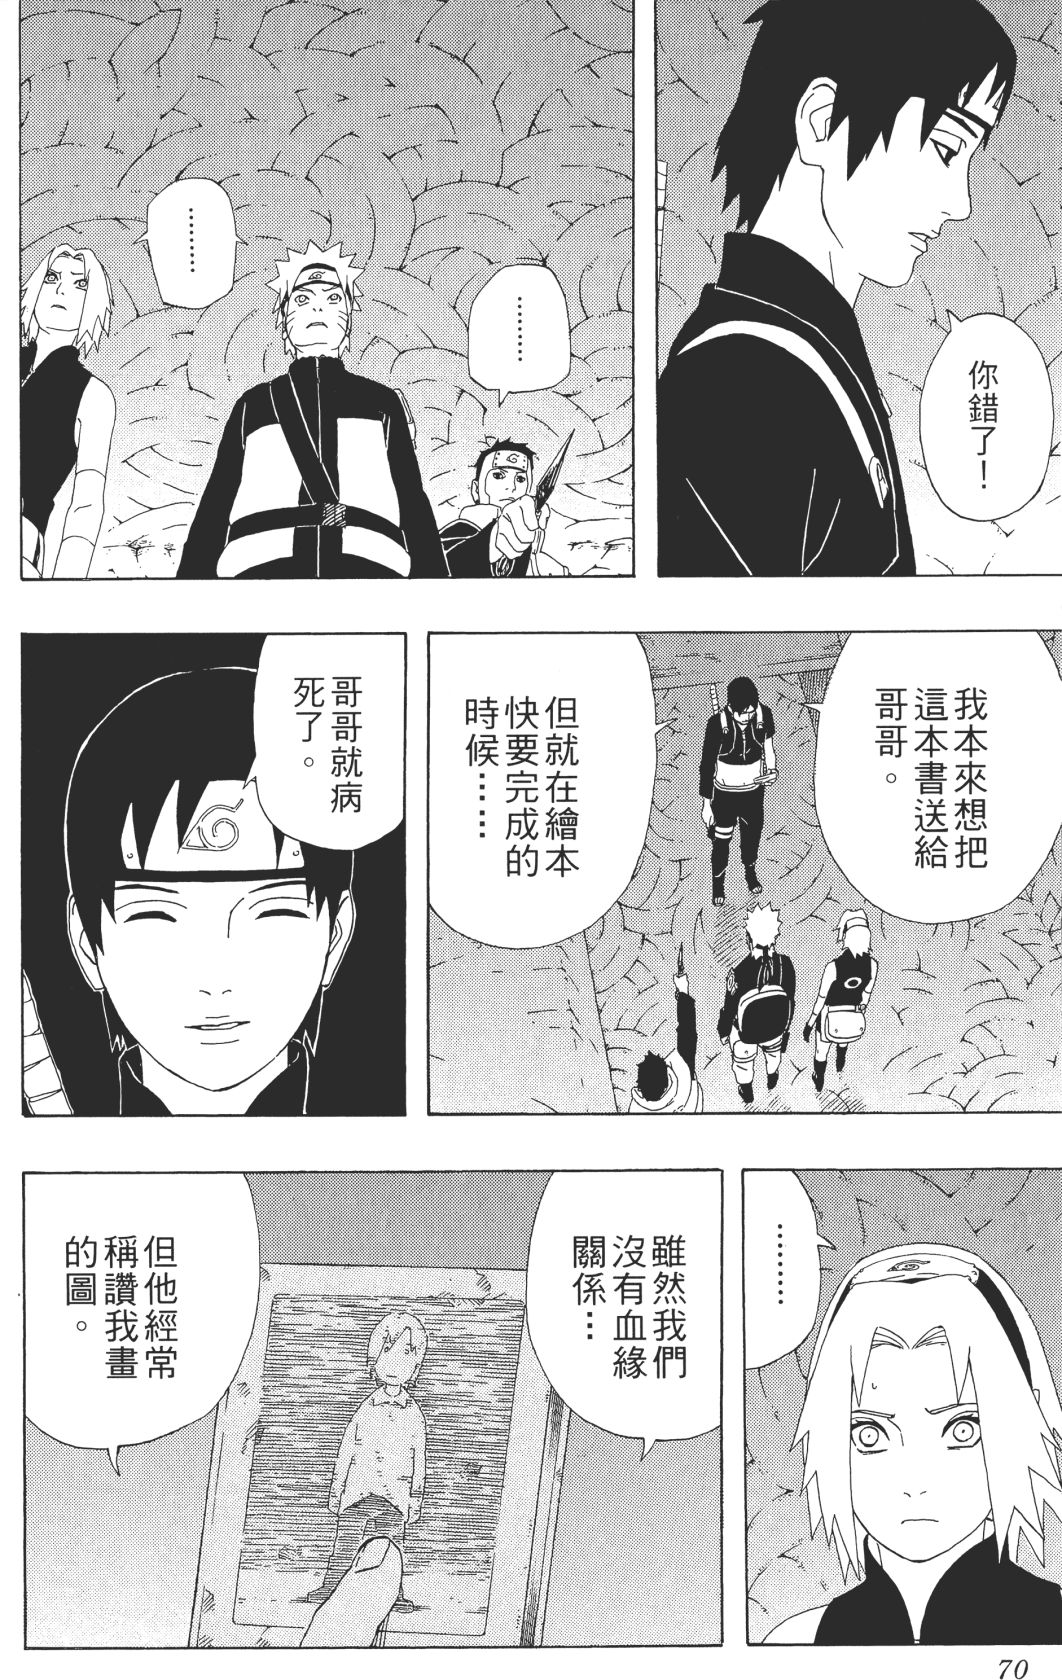 你錯了！
………
………
我本來想把
這本書送給
哥哥。
但就在繪本
快要完成的
時候……
哥哥就病
死了。
………
雖然我們
沒有血緣
關係…
但他經常
稱讚我畫
的圖。
70